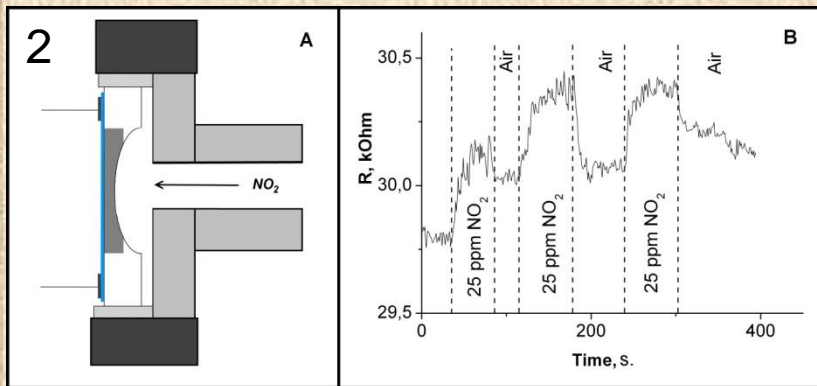 2
A
NO₂
B
R, kOhm
30,5
30,0
29,5
Air
Air
Air
25 ppm NO₂
25 ppm NO₂
25 ppm NO₂
0
200
400
Time, s.